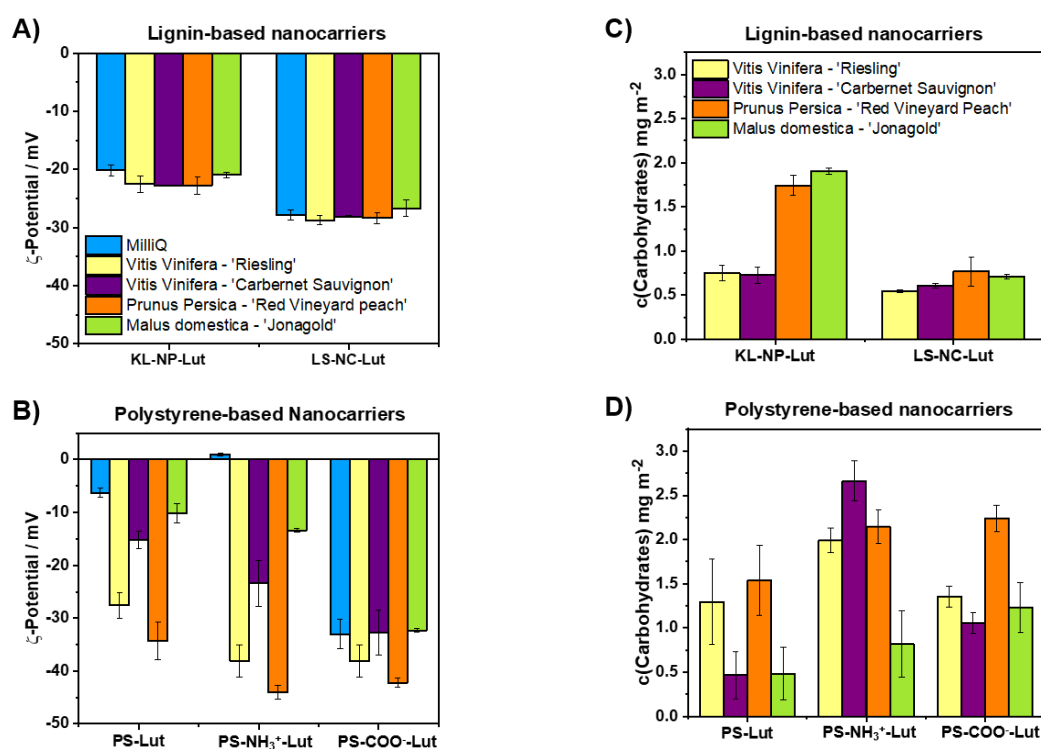 A)
Lignin-based nanocarriers
0
-10
-20
-30
-40
-50
ζ-Potential / mV
MilliQ
Vitis Vinifera - 'Riesling'
Vitis Vinifera - 'Carbernet Sauvignon'
Prunus Persica - 'Red Vineyard peach'
Malus domestica - 'Jonagold'
KL-NP-Lut
LS-NC-Lut
B)
Polystyrene-based Nanocarriers
0
-10
-20
-30
-40
-50
ζ-Potential / mV
PS-Lut
PS-NH₃⁺-Lut
PS-COO⁻-Lut
C)
Lignin-based nanocarriers
3.0
2.5
2.0
1.5
1.0
0.5
0.0
c(Carbohydrates) mg m⁻²
Vitis Vinifera - 'Riesling'
Vitis Vinifera - 'Carbernet Sauvignon'
Prunus Persica - 'Red Vineyard Peach'
Malus domestica - 'Jonagold'
KL-NP-Lut
LS-NC-Lut
D)
Polystyrene-based nanocarriers
3.0
2.5
2.0
1.5
1.0
0.5
0.0
c(Carbohydrates) mg m⁻²
PS-Lut
PS-NH₃⁺-Lut
PS-COO⁻-Lut